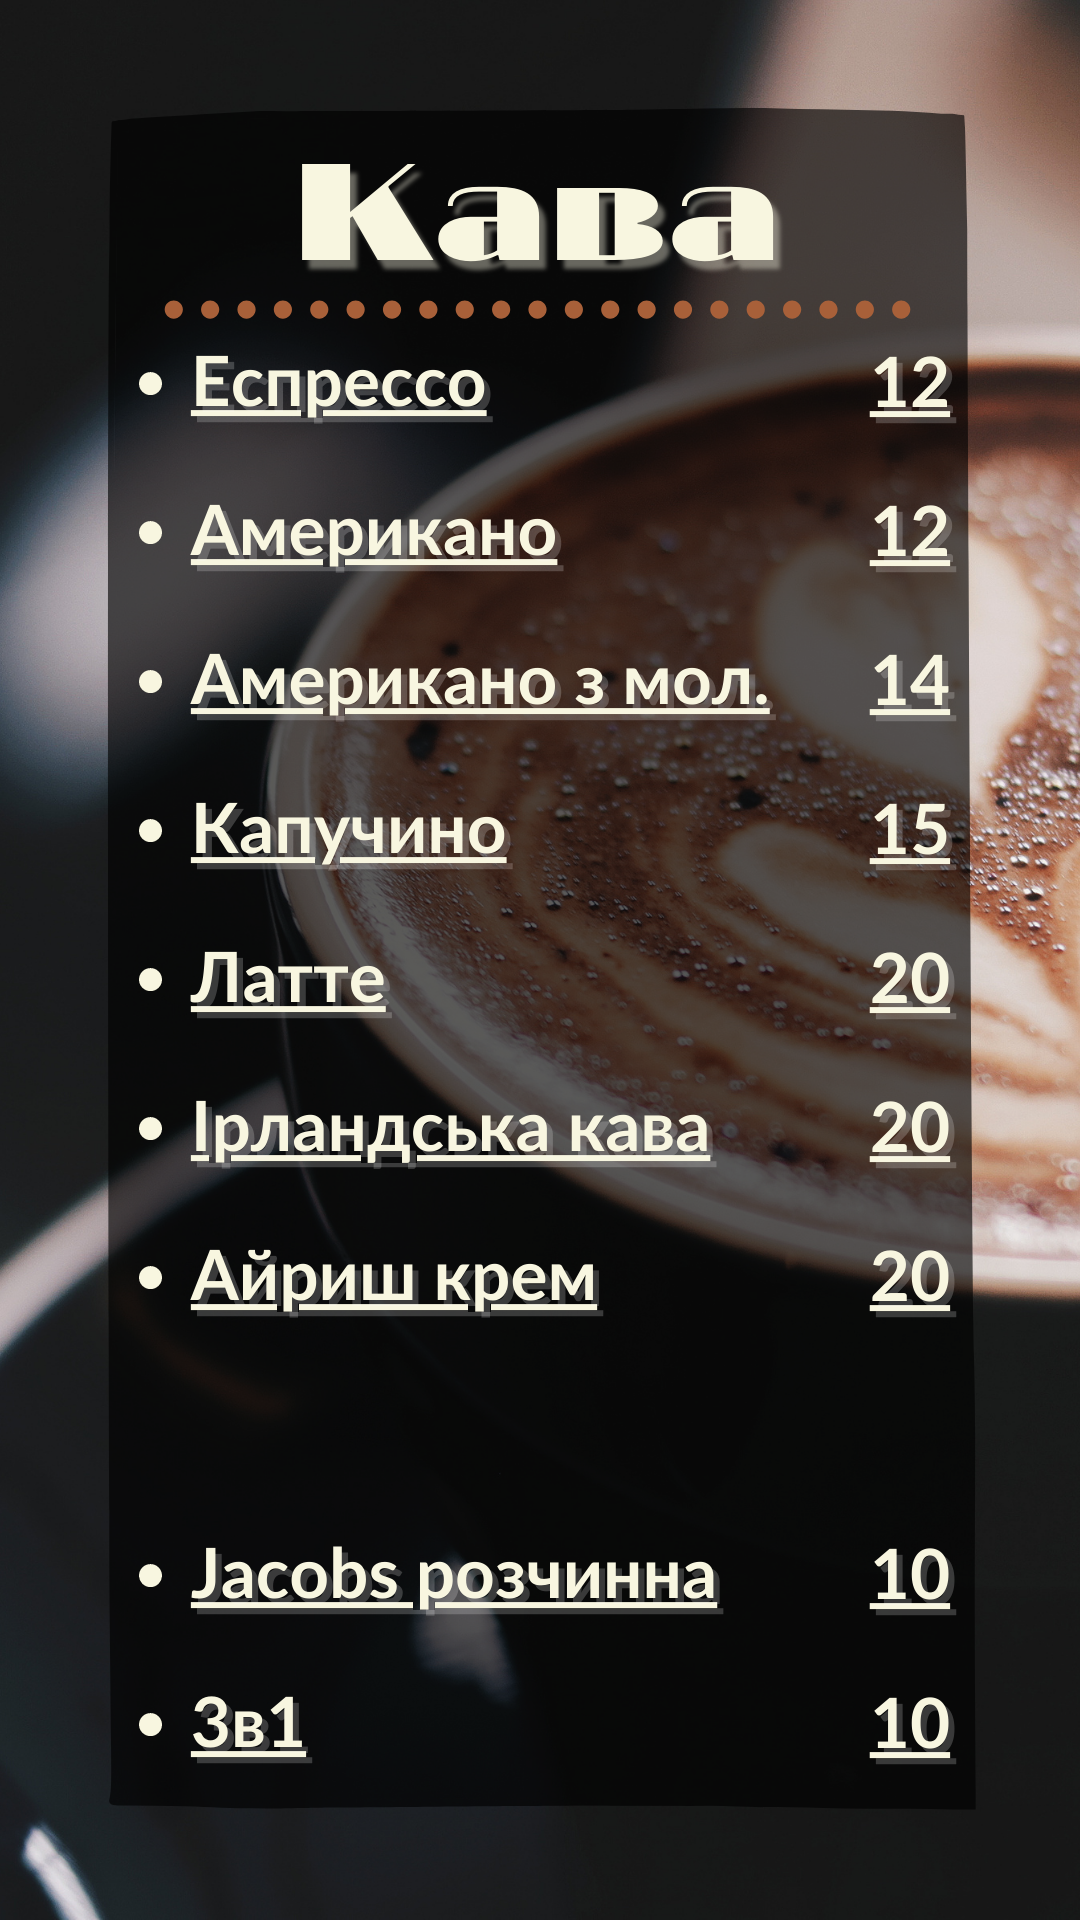 Кава
• Еспрессо 12
• Американо 12
• Американо з мол. 14
• Капучино 15
• Латте 20
• Ірландська кава 20
• Айриш крем 20
• Jacobs розчинна 10
• 3в1 10